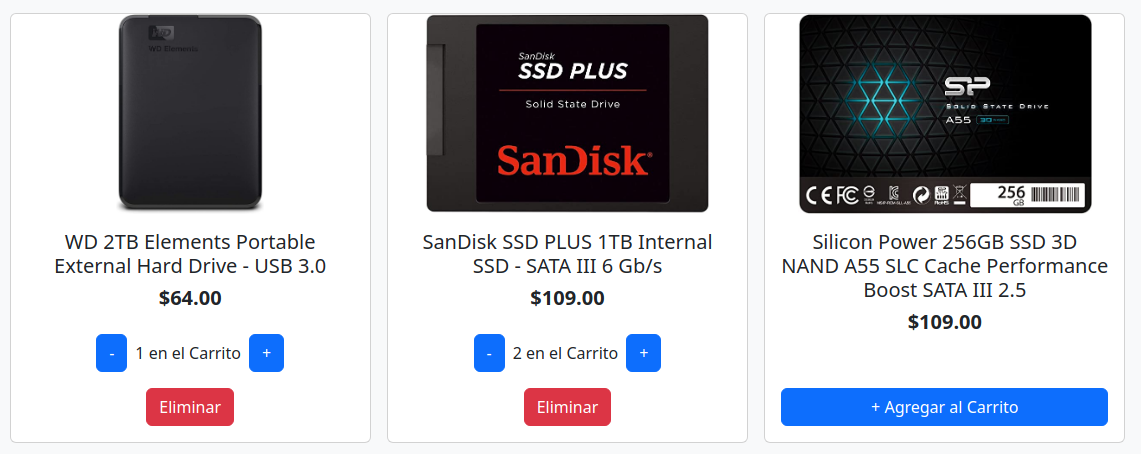 WD
WD Elements
WD 2TB Elements Portable
External Hard Drive - USB 3.0
$64.00
- 1 en el Carrito +
Eliminar
SanDisk
SSD PLUS
Solid State Drive
SanDisk
SanDisk SSD PLUS 1TB Internal
SSD - SATA III 6 Gb/s
$109.00
- 2 en el Carrito +
Eliminar
SP
Solid State Drive
A55
256
GB
Silicon Power 256GB SSD 3D
NAND A55 SLC Cache Performance
Boost SATA III 2.5
$109.00
+ Agregar al Carrito